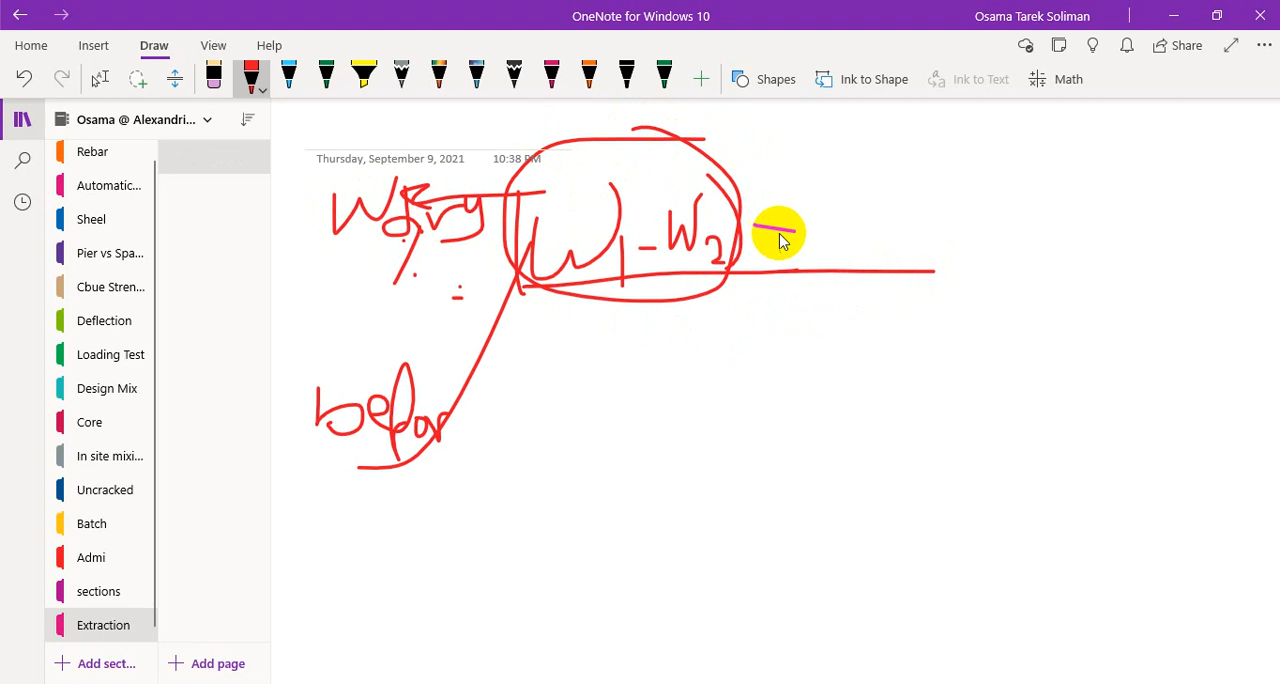 OneNote for Windows 10
Osama Tarek Soliman
Home Insert Draw View Help
Share
Shapes Ink to Shape Ink to Text Math
Osama @ Alexandri...
Rebar
Automatic...
Sheel
Pier vs Spa...
Cbue Stren...
Deflection
Loading Test
Design Mix
Core
In site mixi...
Uncracked
Batch
Admi
sections
Extraction
Add sect... Add page
Thursday, September 9, 2021 10:38 PM
(W)1 - W2) -
%
befor